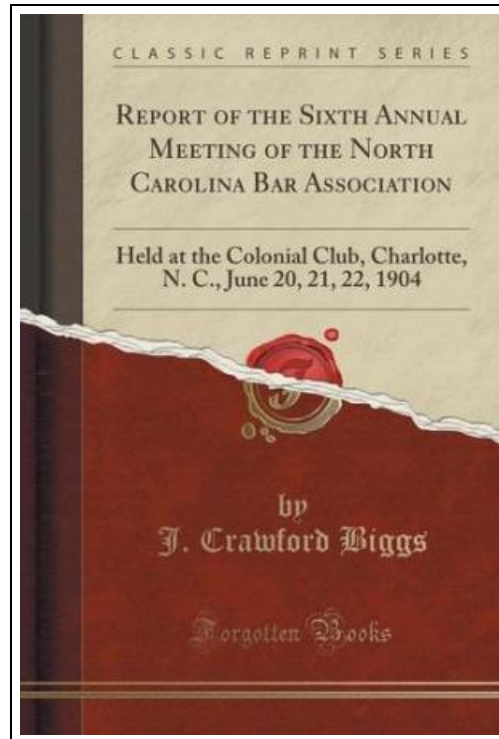 CLASSIC REPRINT SERIES
REPORT OF THE SIXTH ANNUAL
MEETING OF THE NORTH
CAROLINA BAR ASSOCIATION
Held at the Colonial Club, Charlotte,
N. C., June 20, 21, 22, 1904
by
J. Crawford Biggs
Forgotten Books